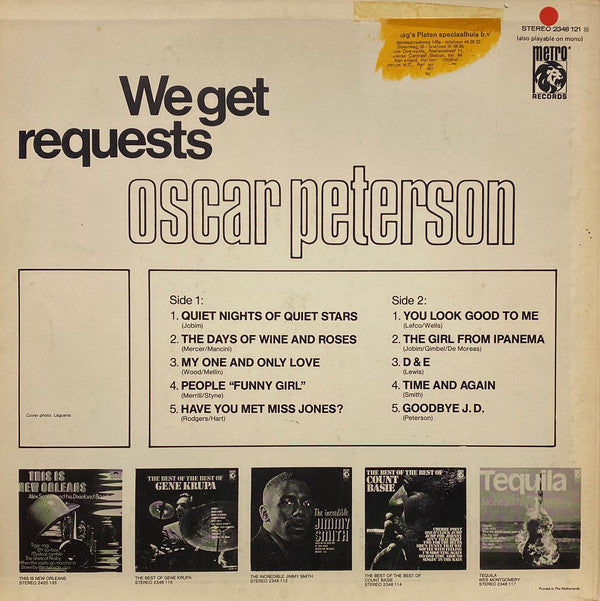 ag's Platen speciaalhuis b.v
STEREO 2348 121
(also playable on mono)
metro
RECORDS
We get
requests
oscar peterson
Side 1:
1. QUIET NIGHTS OF QUIET STARS
(Jobim)
2. THE DAYS OF WINE AND ROSES
(Mercer/Mancini)
3. MY ONE AND ONLY LOVE
(Wood/Mellin)
4. PEOPLE “FUNNY GIRL”
(Merrill/Styne)
5. HAVE YOU MET MISS JONES?
(Rodgers/Hart)
Side 2:
1. YOU LOOK GOOD TO ME
(Lefco/Wells)
2. THE GIRL FROM IPANEMA
(Jobim/Gimbel/De Moreas)
3. D & E
(Lewis)
4. TIME AND AGAIN
(Smith)
5. GOODBYE J. D.
(Peterson)
Cover photo: Laguens
THIS IS
NEW ORLEANS
THE BEST OF THE BEST OF
GENE KRUPA
The incredible
JIMMY
SMITH
THE BEST OF THE BEST OF
COUNT
BASIE
Tequila
THIS IS NEW ORLEANS
STEREO 2420 135
THE BEST OF GENE KRUPA
STEREO 2348 115
THE INCREDIBLE JIMMY SMITH
STEREO 2348 112
THE BEST OF THE BEST OF
COUNT BASIE
STEREO 2348 114
TEQUILA
WES MONTGOMERY
STEREO 2348 117
Printed in The Netherlands